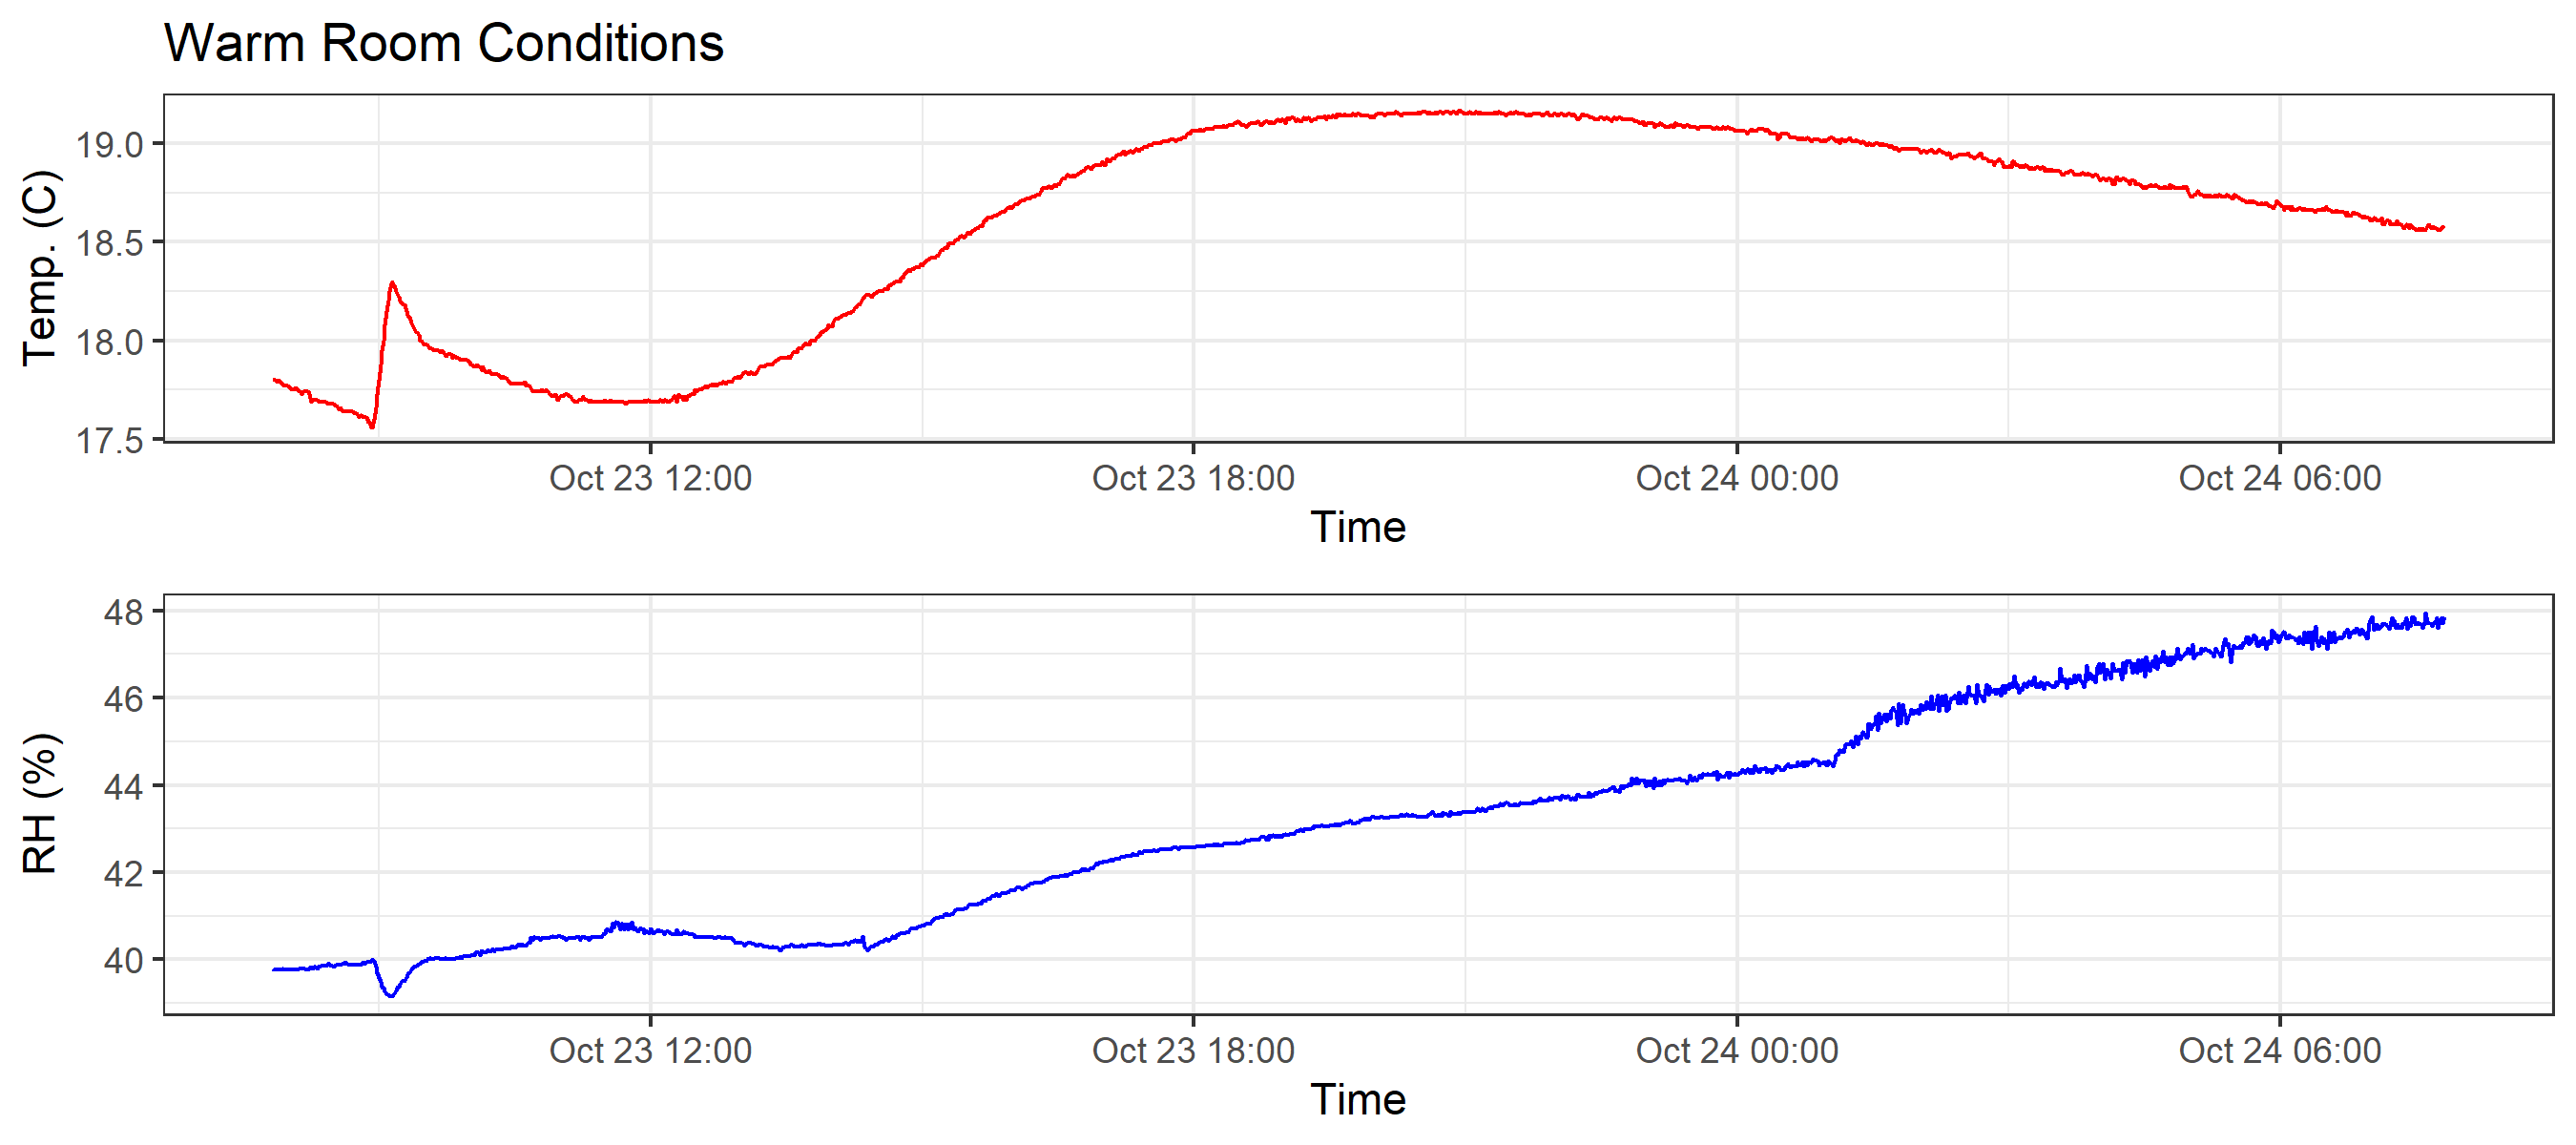 Warm Room Conditions
Temp. (C)
19.0
18.5
18.0
17.5
Oct 23 12:00 Oct 23 18:00 Oct 24 00:00 Oct 24 06:00
Time
RH (%)
48
46
44
42
40
Oct 23 12:00 Oct 23 18:00 Oct 24 00:00 Oct 24 06:00
Time